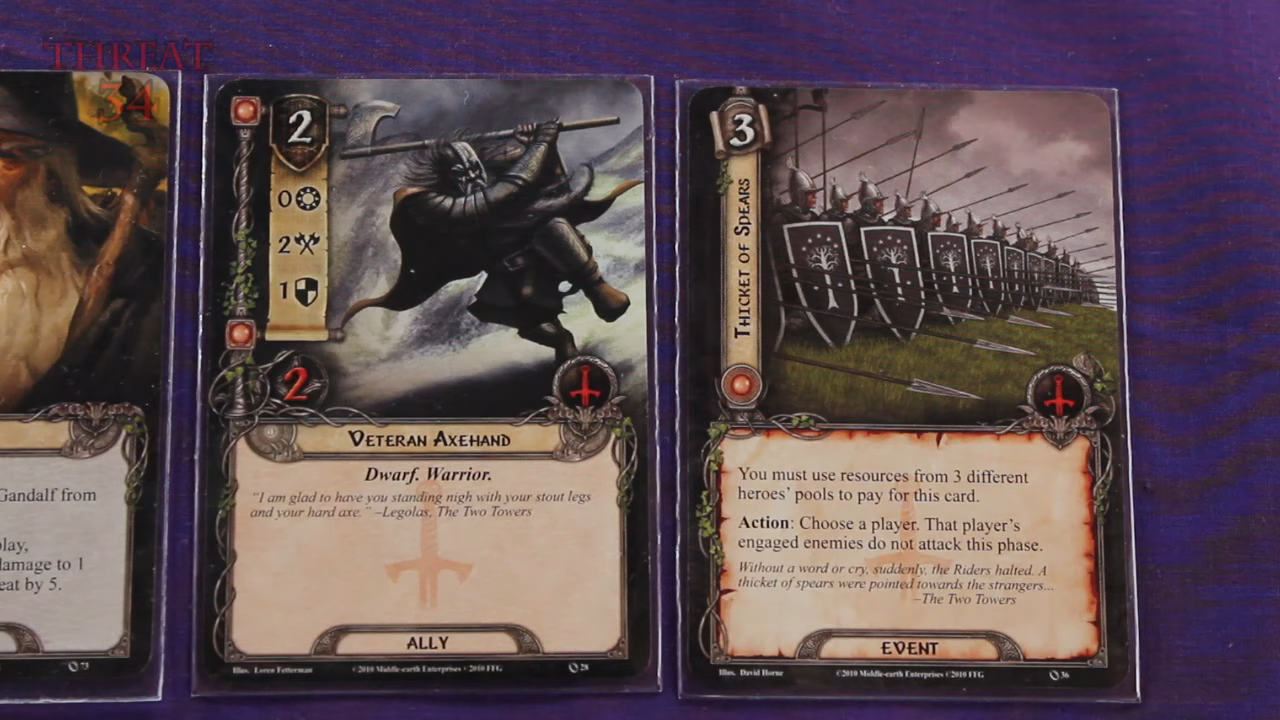 THREAT
34
Gandalf from
play,
damage to 1
eat by 5.
73
2
0
2
1
2
VETERAN AXEHAND
Dwarf. Warrior.
"I am glad to have you standing nigh with your stout legs
and your hard axe." –Legolas, The Two Towers
ALLY
Illus. Loren Fetterman ©2010 Middle-earth Enterprises • 2010 FFG 28
3
THICKET OF SPEARS
You must use resources from 3 different
heroes' pools to pay for this card.
Action: Choose a player. That player's
engaged enemies do not attack this phase.
Without a word or cry, suddenly, the Riders halted. A
thicket of spears were pointed towards the strangers...
–The Two Towers
EVENT
Illus. David Horne ©2010 Middle-earth Enterprises ©2010 FFG 36